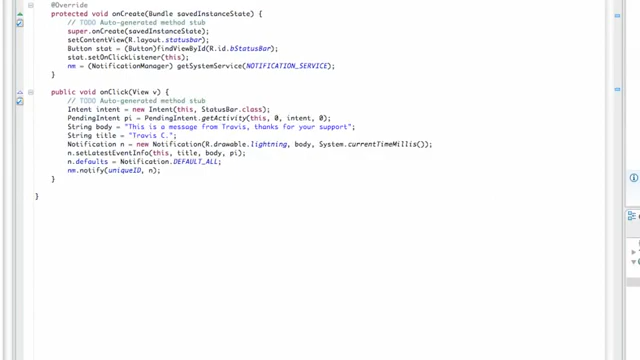 @Override
protected void onCreate(Bundle savedInstanceState) {
// TODO Auto-generated method stub
super.onCreate(savedInstanceState);
setContentView(R.layout.statusbar);
Button stat = (Button)findViewById(R.id.bStatusBar);
stat.setOnClickListener(this);
nm = (NotificationManager) getSystemService(NOTIFICATION_SERVICE);
}
public void onClick(View v) {
// TODO Auto-generated method stub
Intent intent = new Intent(this, StatusBar.class);
PendingIntent pi = PendingIntent.getActivity(this, 0, intent, 0);
String body = "This is a message from Travis, thanks for your support";
String title = "Travis C.";
Notification n = new Notification(R.drawable.lightning, body, System.currentTimeMillis());
n.setLatestEventInfo(this, title, body, pi);
n.defaults = Notification.DEFAULT_ALL;
nm.notify(uniqueID, n);
}
}